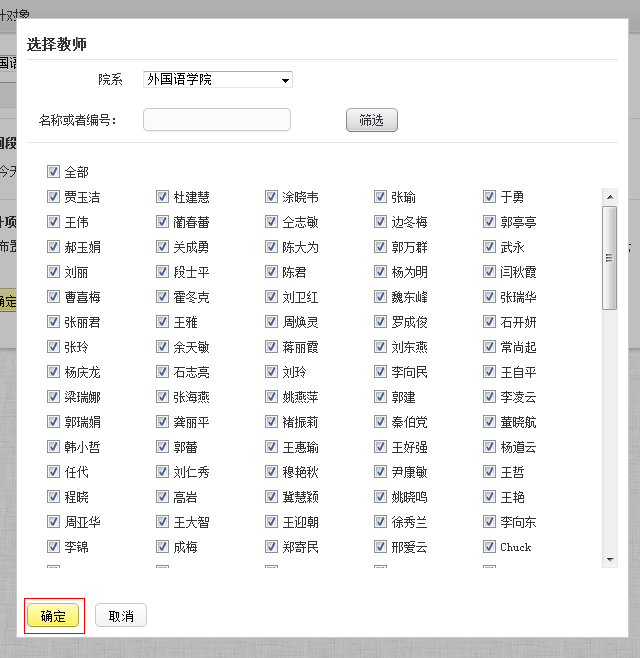 计对象
选择教师
院系 外国语学院
名称或者编号： 筛选
全部
贾玉洁 杜建慧 涂晓韦 张瑜 于勇
王伟 蔺春蕾 仝志敏 边冬梅 郭亭亭
郝玉娟 关成勇 陈大为 郭万群 武永
刘丽 段士平 陈君 杨为明 闫秋霞
曹喜梅 霍冬克 刘卫红 魏东峰 张瑞华
张丽君 王雅 周焕灵 罗成俊 石开妍
张玲 余天敏 蒋丽霞 刘东燕 常尚起
杨庆龙 石志亮 刘玲 李向民 王自平
梁瑞娜 张海燕 姚燕萍 郭建 李凌云
郭瑞娟 龚丽平 褚振莉 秦伯党 董晓航
韩小哲 郭蕾 王惠瑜 王好强 杨道云
任代 刘仁秀 穆艳秋 尹康敏 王哲
程晓 高岩 冀慧颖 姚晓鸣 王艳
周亚华 王大智 王迎朝 徐秀兰 李向东
李锦 成梅 郑寄民 邢爱云 Chuck
确定 取消